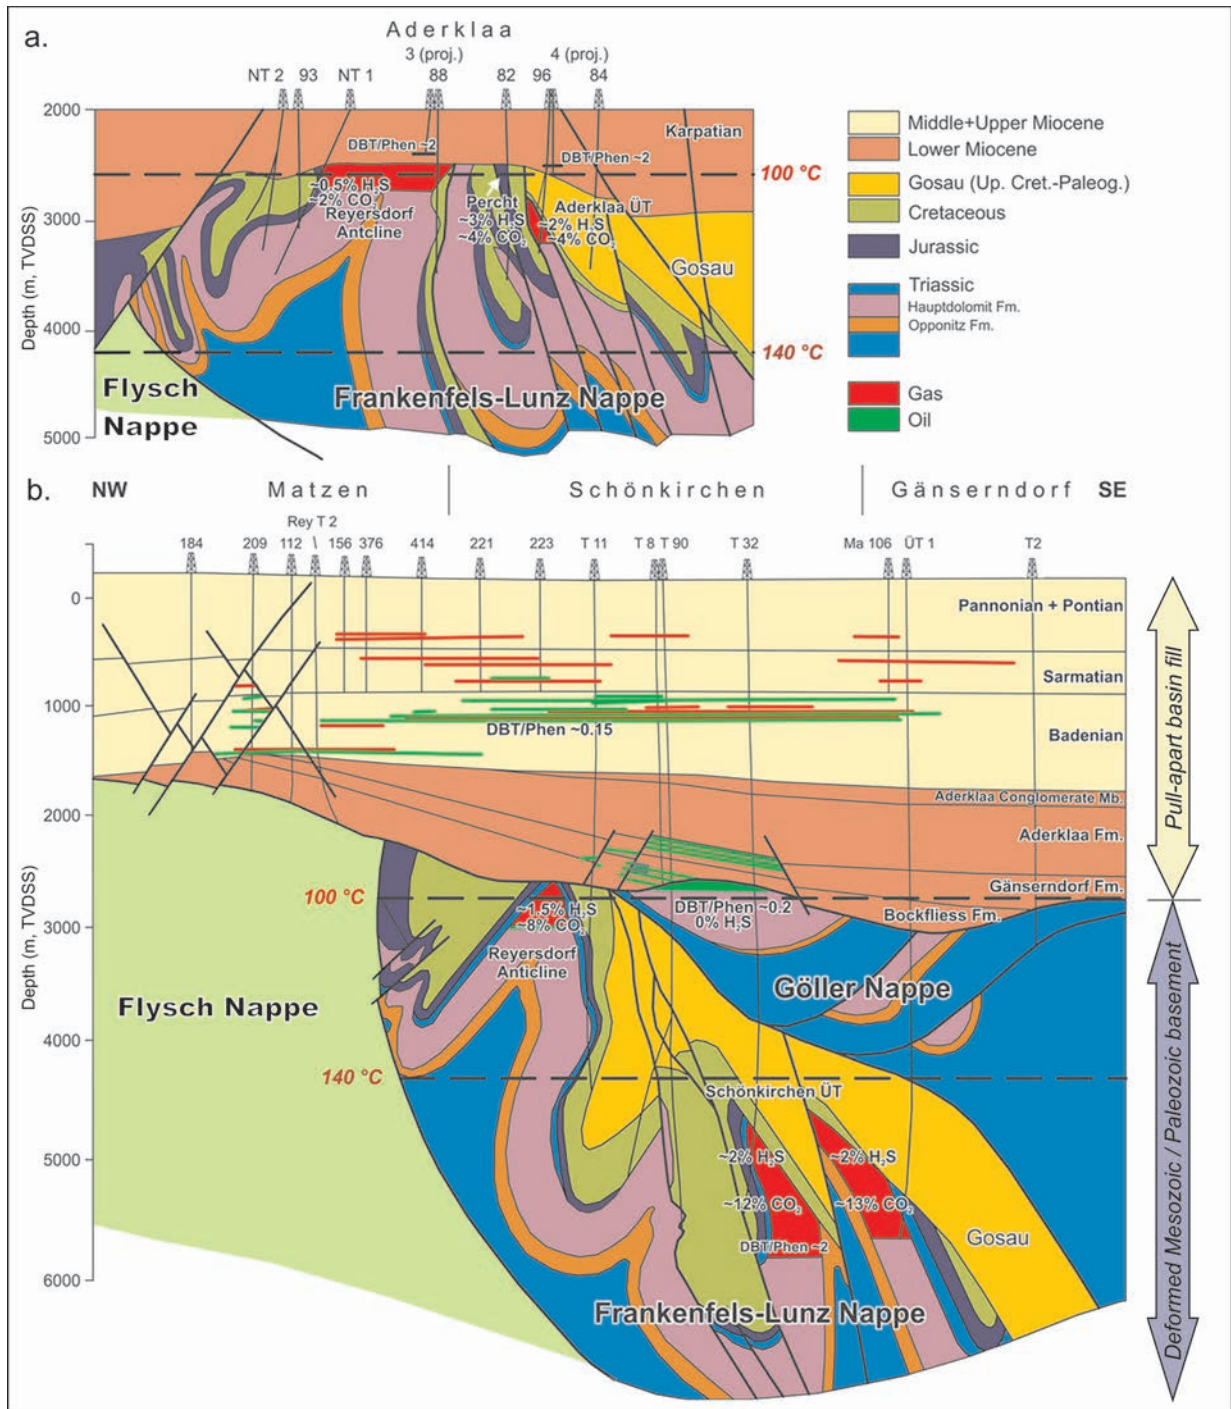 a.
Aderklaa
3 (proj.)
4 (proj.)
NT 2
93
NT 1
88
82
96
84
Depth (m, TVDSS)
2000
3000
4000
5000
Karpatian
DBT/Phen ~2
DBT/Phen ~2
100 °C
~0.5% H2S
~2% CO2
Reyersdorf
Antcline
Percht
~3% H2S
~4% CO2
Aderklaa ÜT
~2% H2S
~4% CO2
Gosau
140 °C
Flysch
Nappe
Frankenfels-Lunz Nappe
Middle+Upper Miocene
Lower Miocene
Gosau (Up. Cret.-Paleog.)
Cretaceous
Jurassic
Triassic
Hauptdolomit Fm.
Opponitz Fm.
Gas
Oil
b.
NW
Matzen
Schönkirchen
Gänserndorf
SE
Rey T 2
\
184
209
112
156
376
414
221
223
T 11
T 8
T 90
T 32
Ma 106
ÜT 1
T2
Depth (m, TVDSS)
0
1000
2000
3000
4000
5000
6000
Pannonian + Pontian
Sarmatian
DBT/Phen ~0.15
Badenian
Aderklaa Conglomerate Mb.
Aderklaa Fm.
Gänserndorf Fm.
Bockfliess Fm.
100 °C
~1.5% H2S
~8% CO2
Reyersdorf
Anticline
DBT/Phen ~0.2
0% H2S
Göller Nappe
Flysch Nappe
140 °C
Schönkirchen ÜT
~2% H2S
~12% CO2
DBT/Phen ~2
~2% H2S
~13% CO2
Gosau
Frankenfels-Lunz Nappe
Pull-apart basin fill
Deformed Mesozoic / Paleozoic basement